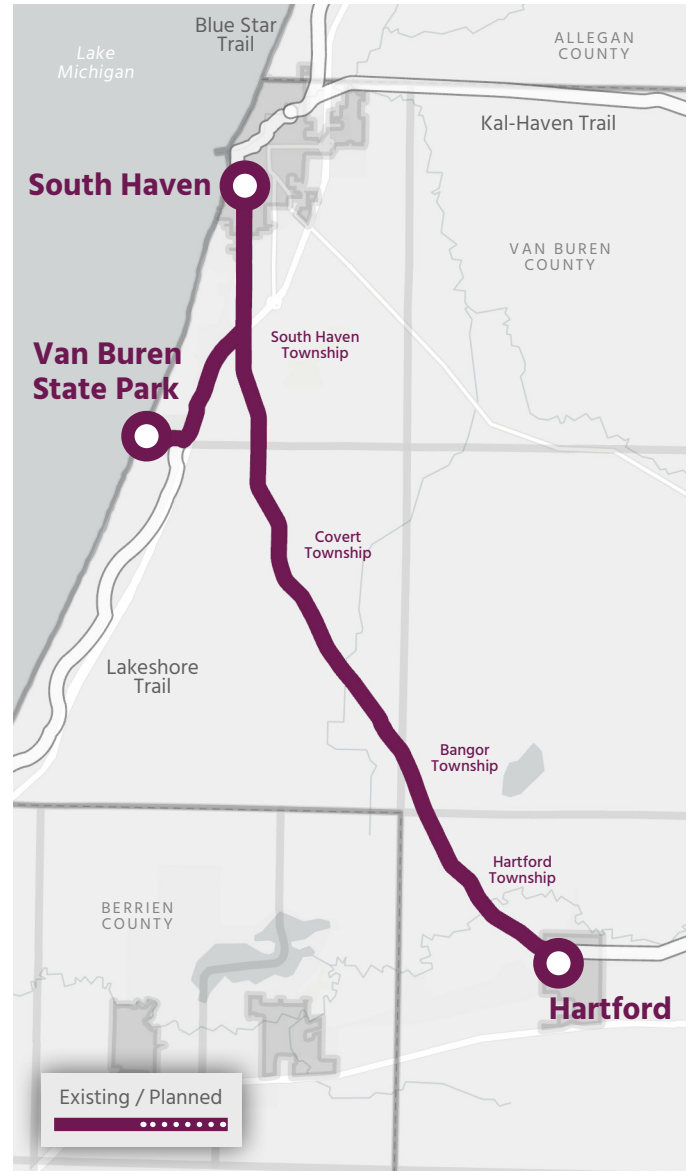 Blue Star
Trail
Lake
Michigan
ALLEGAN
COUNTY
Kal-Haven Trail
South Haven
VAN BUREN
COUNTY
South Haven
Township
Van Buren
State Park
Covert
Township
Lakeshore
Trail
Bangor
Township
Hartford
Township
BERRIEN
COUNTY
Hartford
Existing / Planned